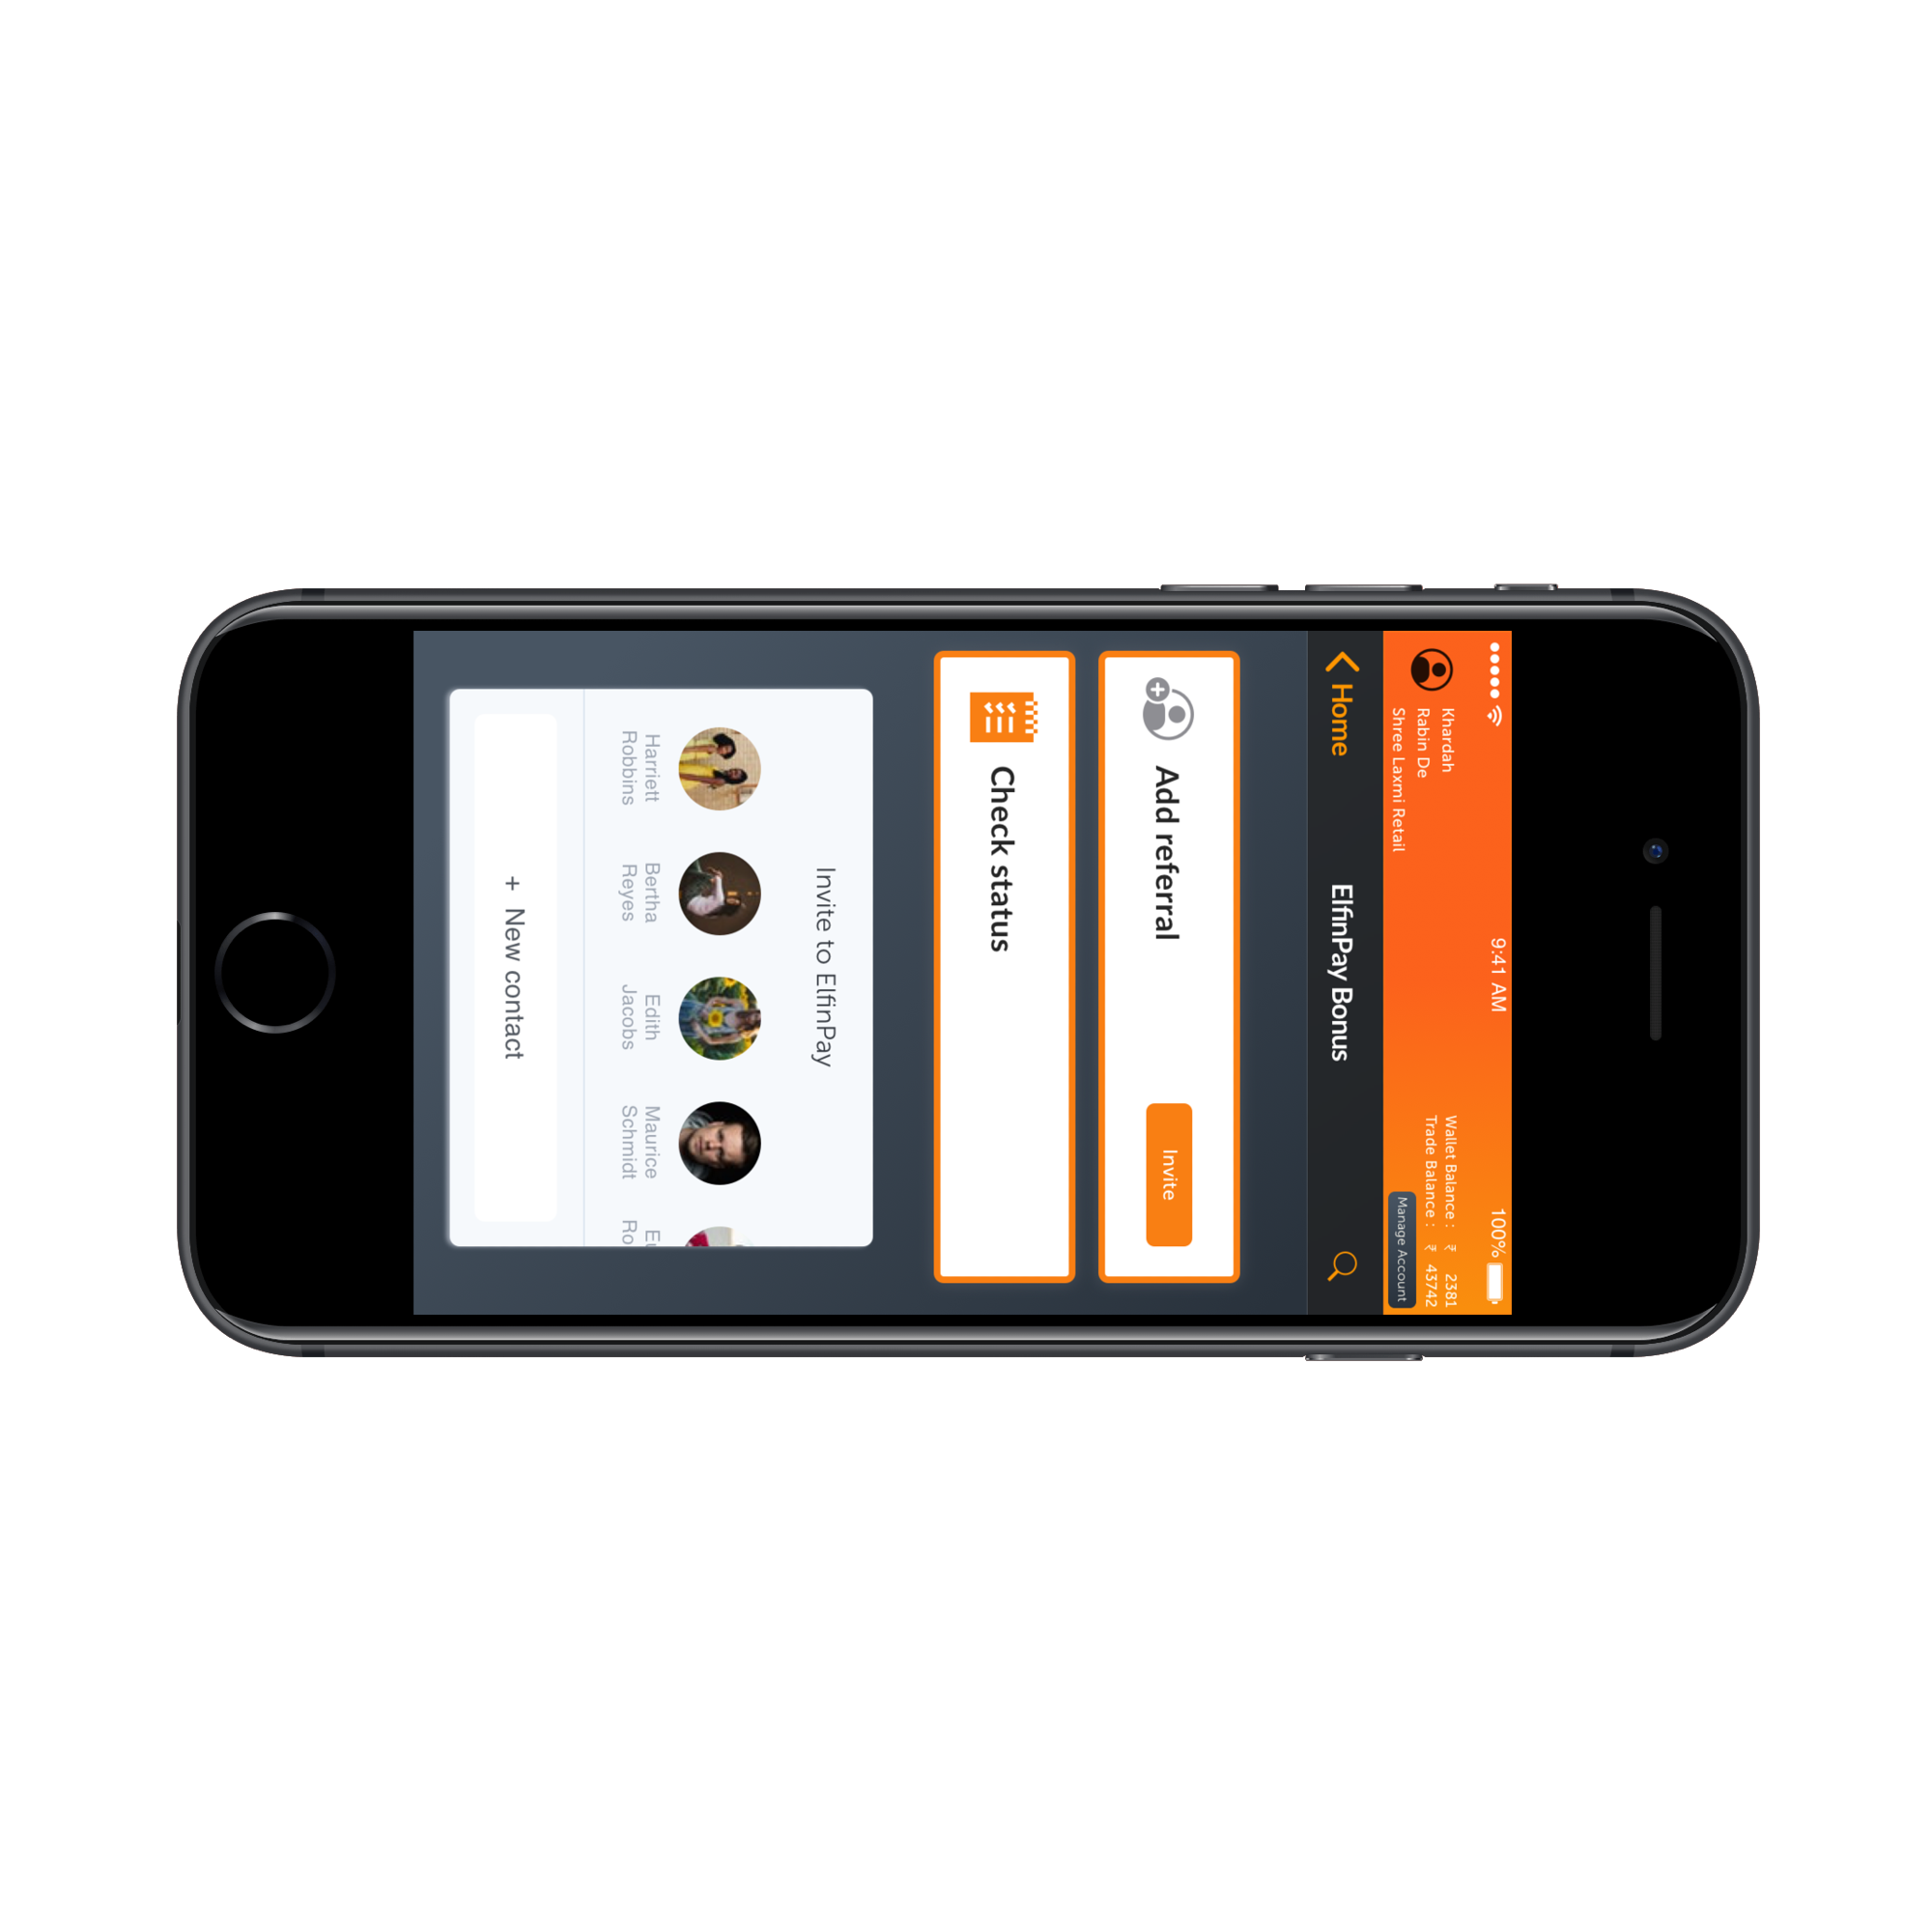 9:41 AM
100%
Khardah
Rabin De
Shree Laxmi Retail
Wallet Balance : ₹ 2381
Trade Balance : ₹ 43742
Manage Account
Home
ElfinPay Bonus
Add referral
Invite
Check status
Invite to ElfinPay
Harriett
Robbins
Bertha
Reyes
Edith
Jacobs
Maurice
Schmidt
+ New contact